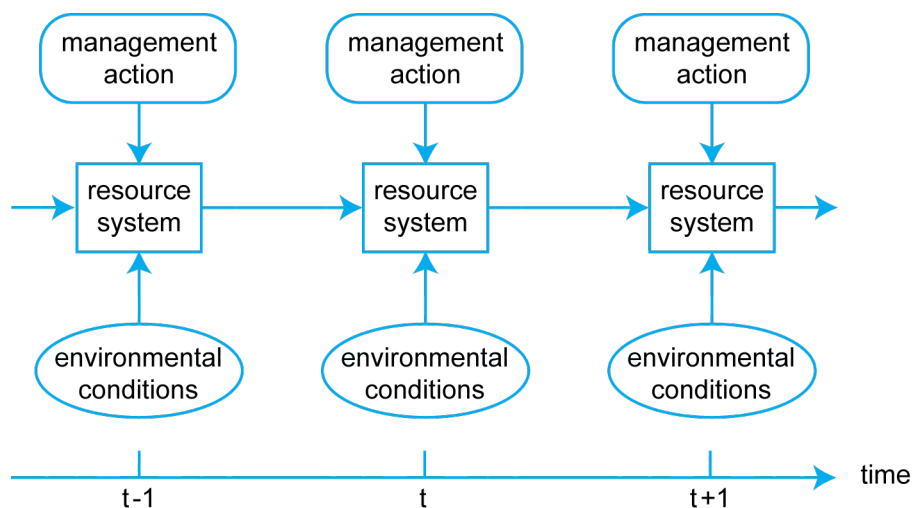 management
action
management
action
management
action
resource
system
resource
system
resource
system
environmental
conditions
environmental
conditions
environmental
conditions
time
t-1
t
t+1